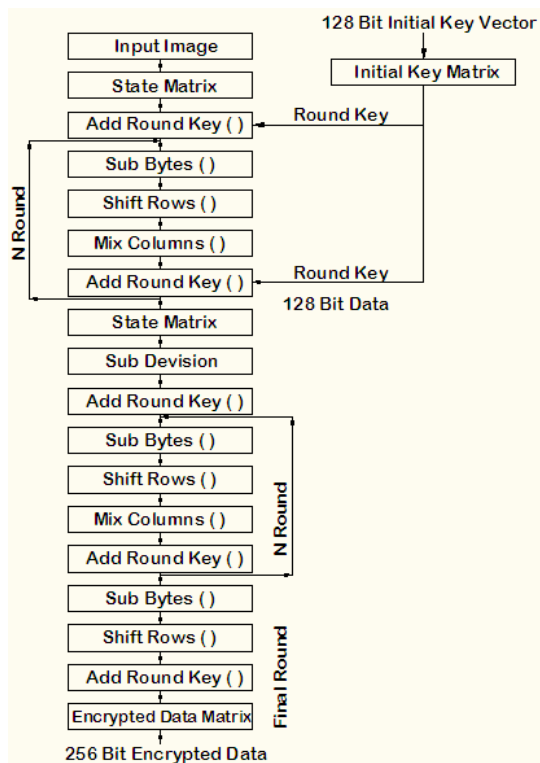 128 Bit Initial Key Vector
Input Image
Initial Key Matrix
State Matrix
Round Key
Add Round Key ( )
Sub Bytes ( )
Shift Rows ( )
N Round
Mix Columns ( )
Round Key
Add Round Key ( )
128 Bit Data
State Matrix
Sub Devision
Add Round Key ( )
Sub Bytes ( )
Shift Rows ( )
N Round
Mix Columns ( )
Add Round Key ( )
Sub Bytes ( )
Shift Rows ( )
Final Round
Add Round Key ( )
Encrypted Data Matrix
256 Bit Encrypted Data